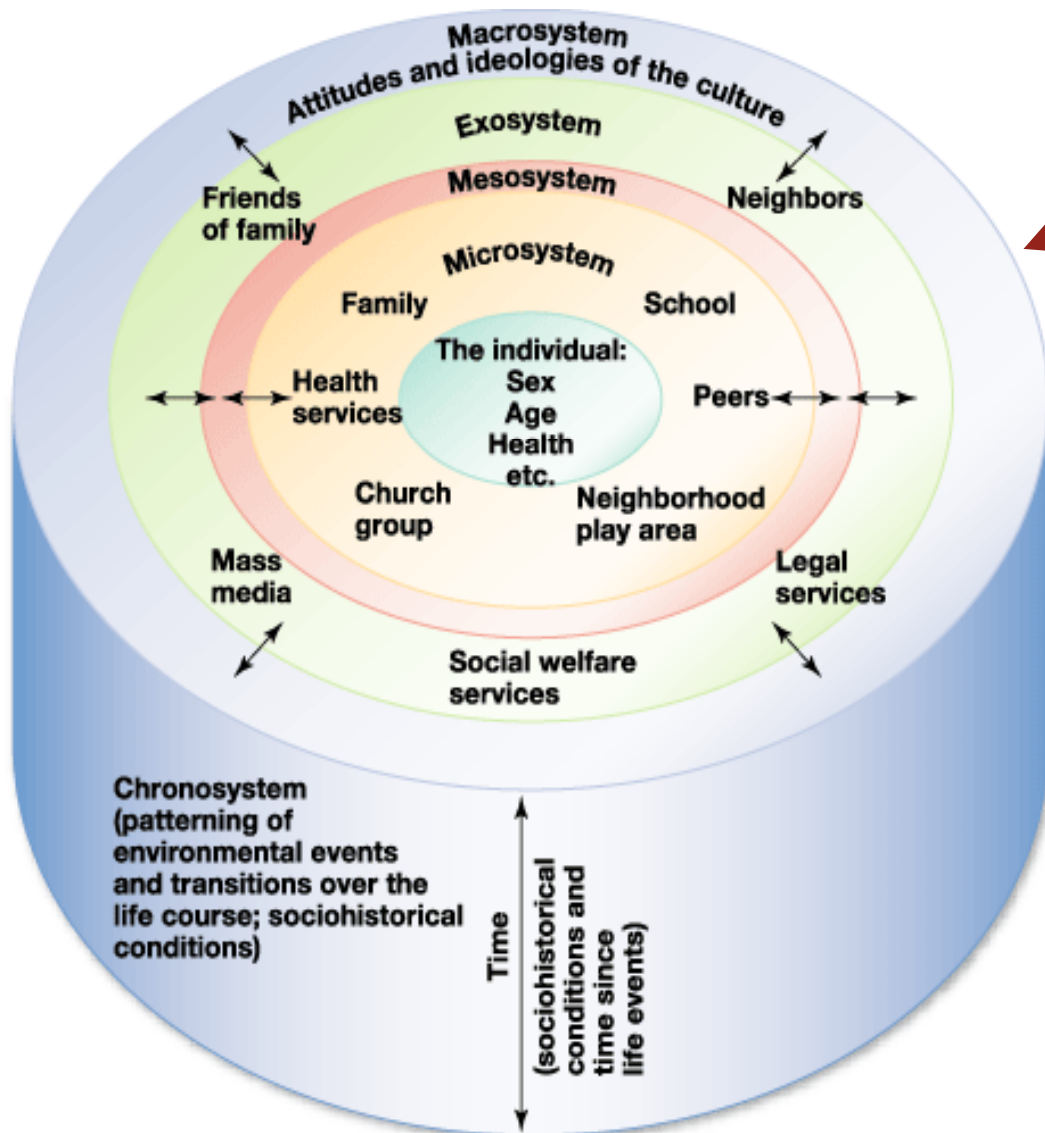 Macrosystem
Attitudes and ideologies of the culture
Exosystem
Mesosystem
Friends
of family
Neighbors
Microsystem
Family
School
The individual:
Sex
Age
Health
etc.
Health
services
Peers
Church
group
Neighborhood
play area
Mass
media
Legal
services
Social welfare
services
Chronosystem
(patterning of
environmental events
and transitions over the
life course; sociohistorical
conditions)
Time
(sociohistorical
conditions and
time since
life events)